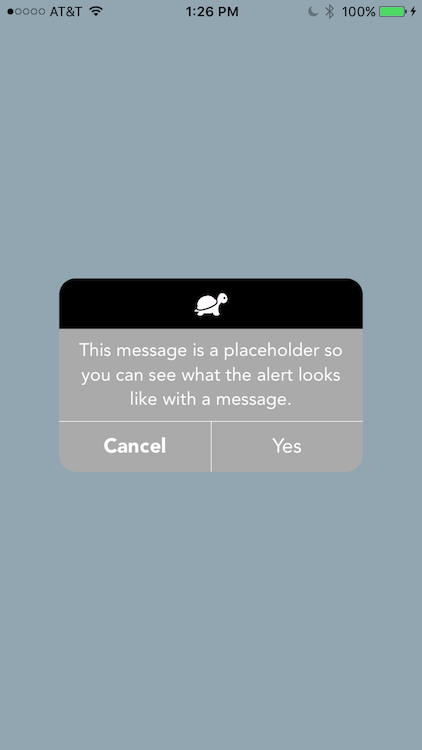 AT&T 1:26 PM 100%
This message is a placeholder so
you can see what the alert looks
like with a message.
Cancel Yes